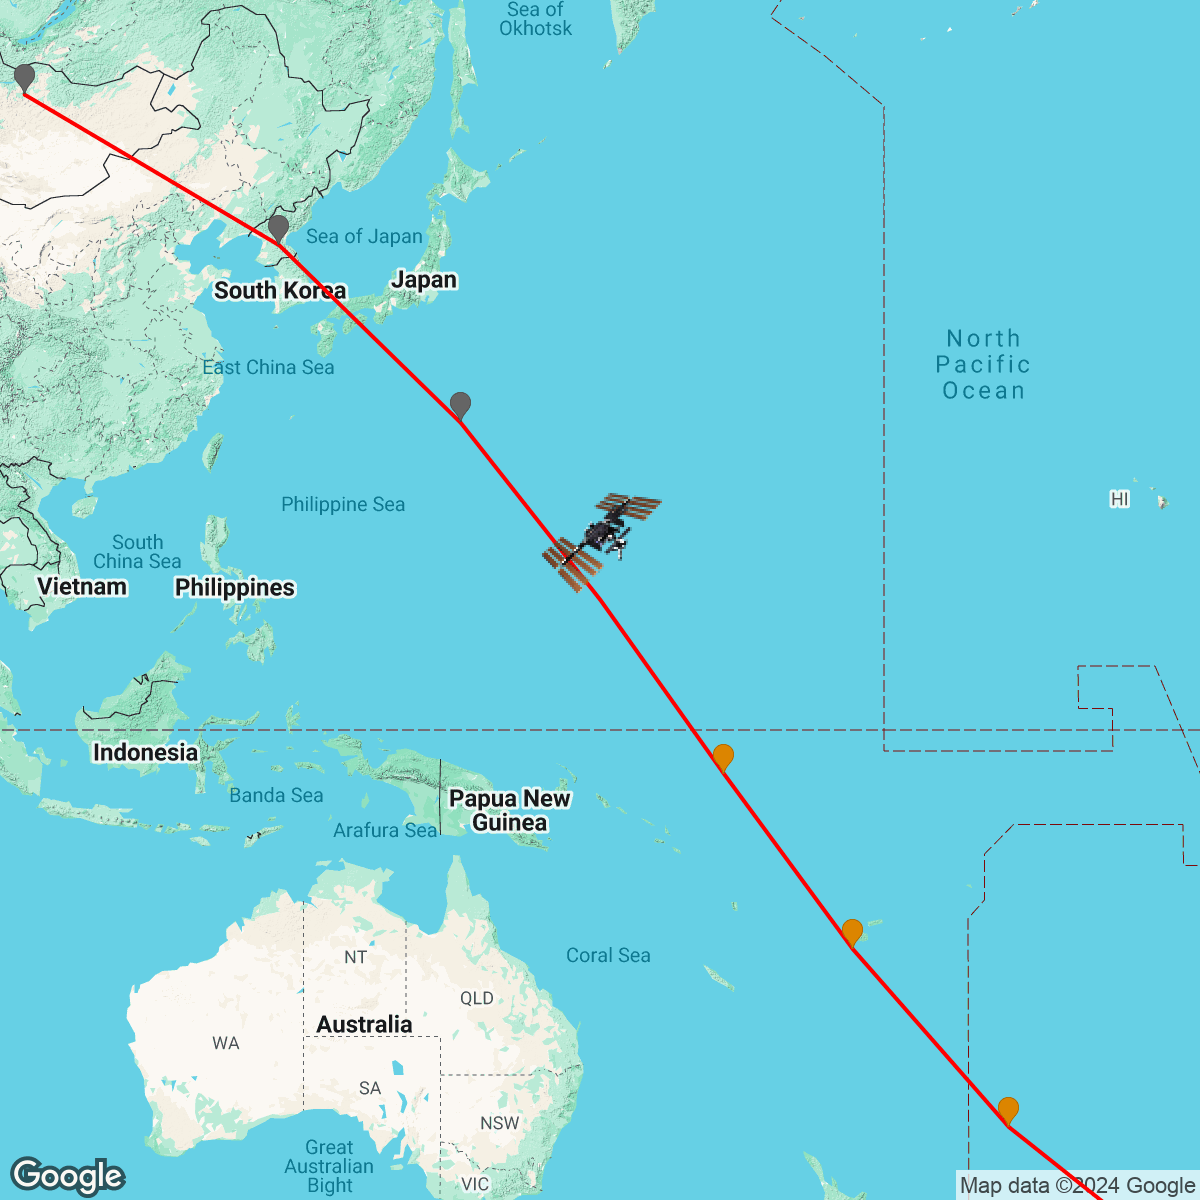 Sea of
Okhotsk
Sea of Japan
Japan
South Korea
North
Pacific
Ocean
East China Sea
Philippine Sea
HI
South
China Sea
Vietnam
Philippines
Indonesia
Banda Sea
Papua New
Guinea
Arafura Sea
Coral Sea
NT
QLD
Australia
WA
SA
NSW
Great
Australian
Bight
VIC
Google
Map data ©2024 Google